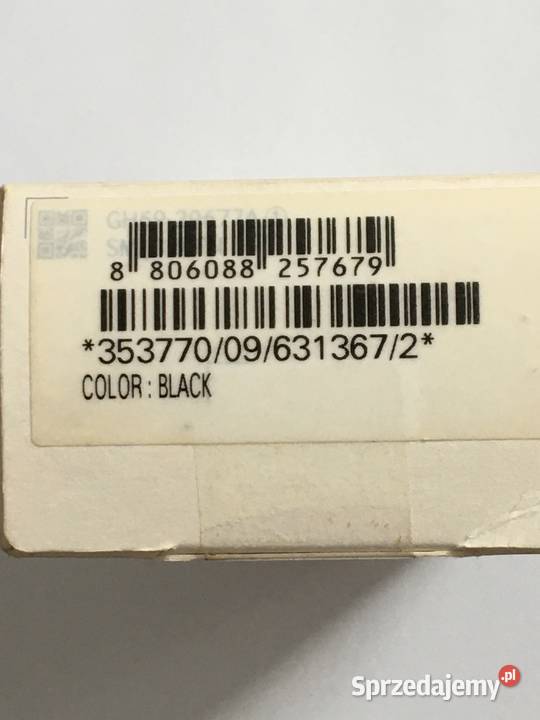 8 806088 257679
*353770/09/631367/2*
COLOR : BLACK
Sprzedajemy.pl